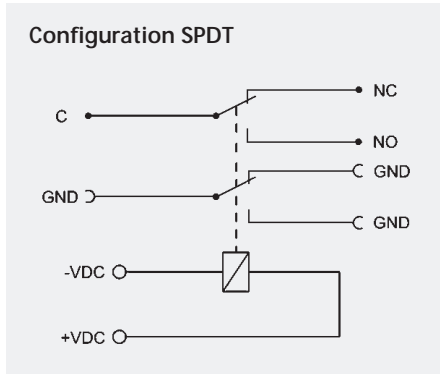 Configuration SPDT
NC
C
NO
GND
GND
GND
-VDC
+VDC